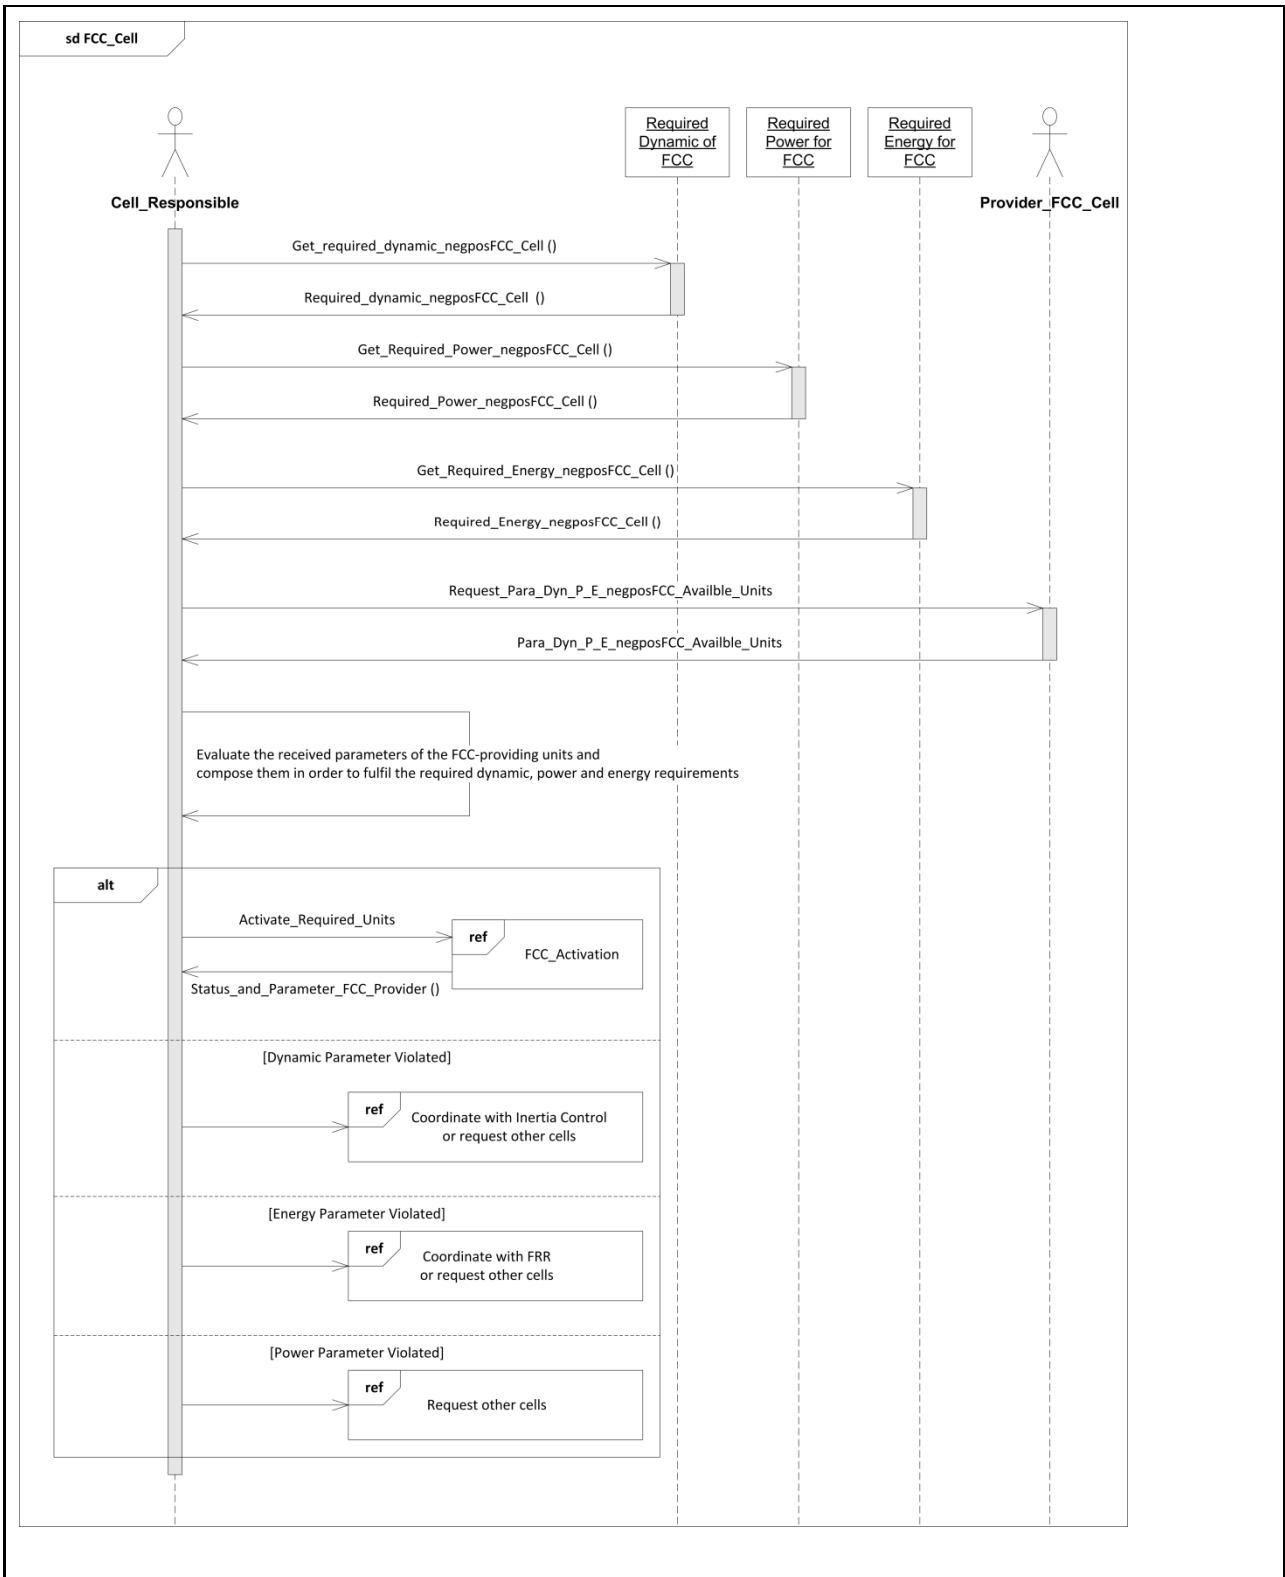 sd FCC_Cell
Required
Dynamic of
FCC
Required
Power for
FCC
Required
Energy for
FCC
Cell_Responsible
Provider_FCC_Cell
Get_required_dynamic_negposFCC_Cell ()
Required_dynamic_negposFCC_Cell ()
Get_Required_Power_negposFCC_Cell ()
Required_Power_negposFCC_Cell ()
Get_Required_Energy_negposFCC_Cell ()
Required_Energy_negposFCC_Cell ()
Request_Para_Dyn_P_E_negposFCC_Availble_Units
Para_Dyn_P_E_negposFCC_Availble_Units
Evaluate the received parameters of the FCC-providing units and
compose them in order to fulfil the required dynamic, power and energy requirements
alt
Activate_Required_Units
ref
FCC_Activation
Status_and_Parameter_FCC_Provider ()
[Dynamic Parameter Violated]
ref
Coordinate with Inertia Control
or request other cells
[Energy Parameter Violated]
ref
Coordinate with FRR
or request other cells
[Power Parameter Violated]
ref
Request other cells